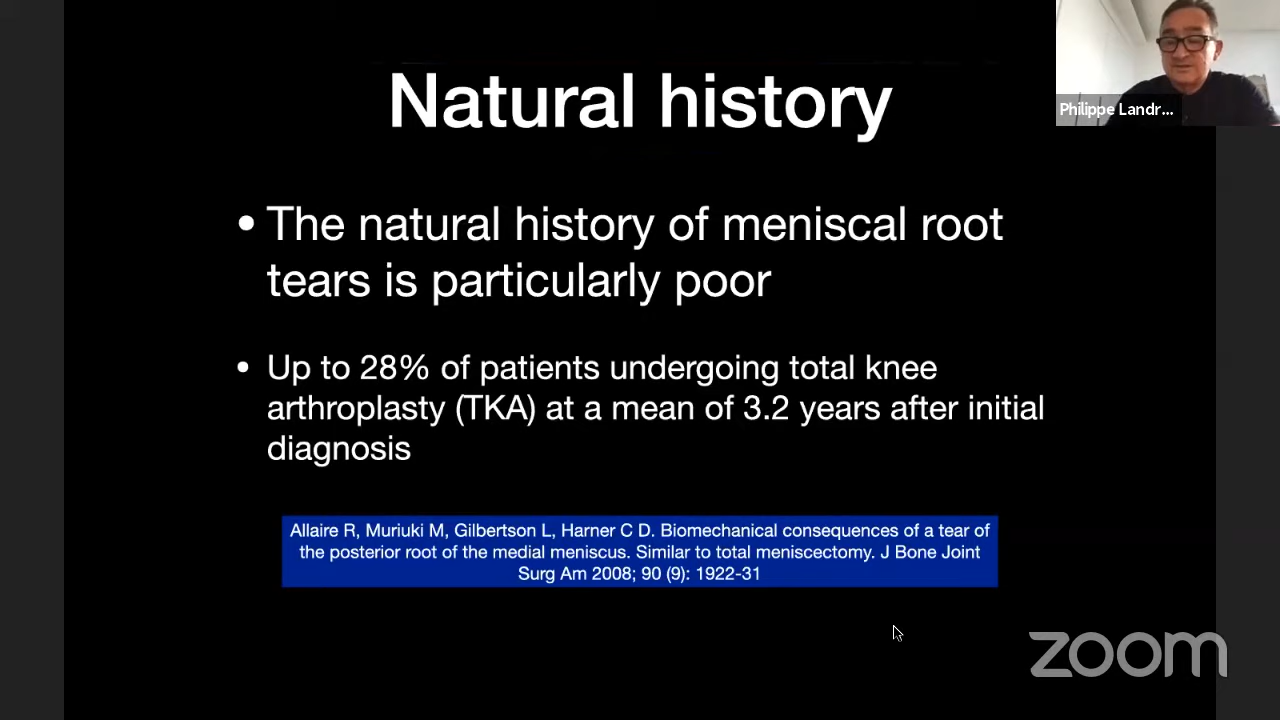 Natural history
Philippe Landr...
• The natural history of meniscal root
tears is particularly poor
• Up to 28% of patients undergoing total knee
arthroplasty (TKA) at a mean of 3.2 years after initial
diagnosis
Allaire R, Muriuki M, Gilbertson L, Harner C D. Biomechanical consequences of a tear of
the posterior root of the medial meniscus. Similar to total meniscectomy. J Bone Joint
Surg Am 2008; 90 (9): 1922-31
zoom